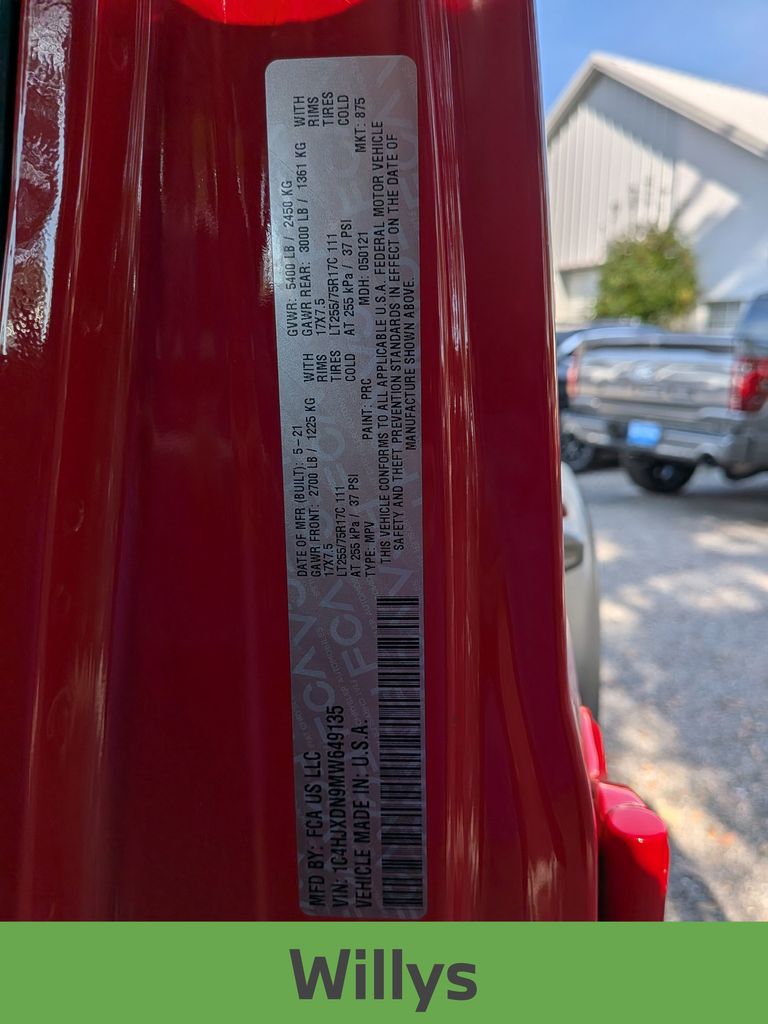 MFD BY: FCA US LLC
VIN: 1C4HJXDN9MW649135
VEHICLE MADE IN: U.S.A.
DATE OF MFR (BUILT): 5-21
GVWR: 5400 LB / 2450 KG
GAWR FRONT: 2700 LB / 1225 KG WITH
17X7.5 RIMS
LT255/75R17C 111 TIRES
AT 255 kPa / 37 PSI COLD
GAWR REAR: 3000 LB / 1361 KG WITH
17X7.5 RIMS
LT255/75R17C 111 TIRES
AT 255 kPa / 37 PSI COLD
TYPE: MPV PAINT: PRC MDH: 050121 MKT: 875
THIS VEHICLE CONFORMS TO ALL APPLICABLE U.S.A. FEDERAL MOTOR VEHICLE
SAFETY AND THEFT PREVENTION STANDARDS IN EFFECT ON THE DATE OF
MANUFACTURE SHOWN ABOVE.
Willys